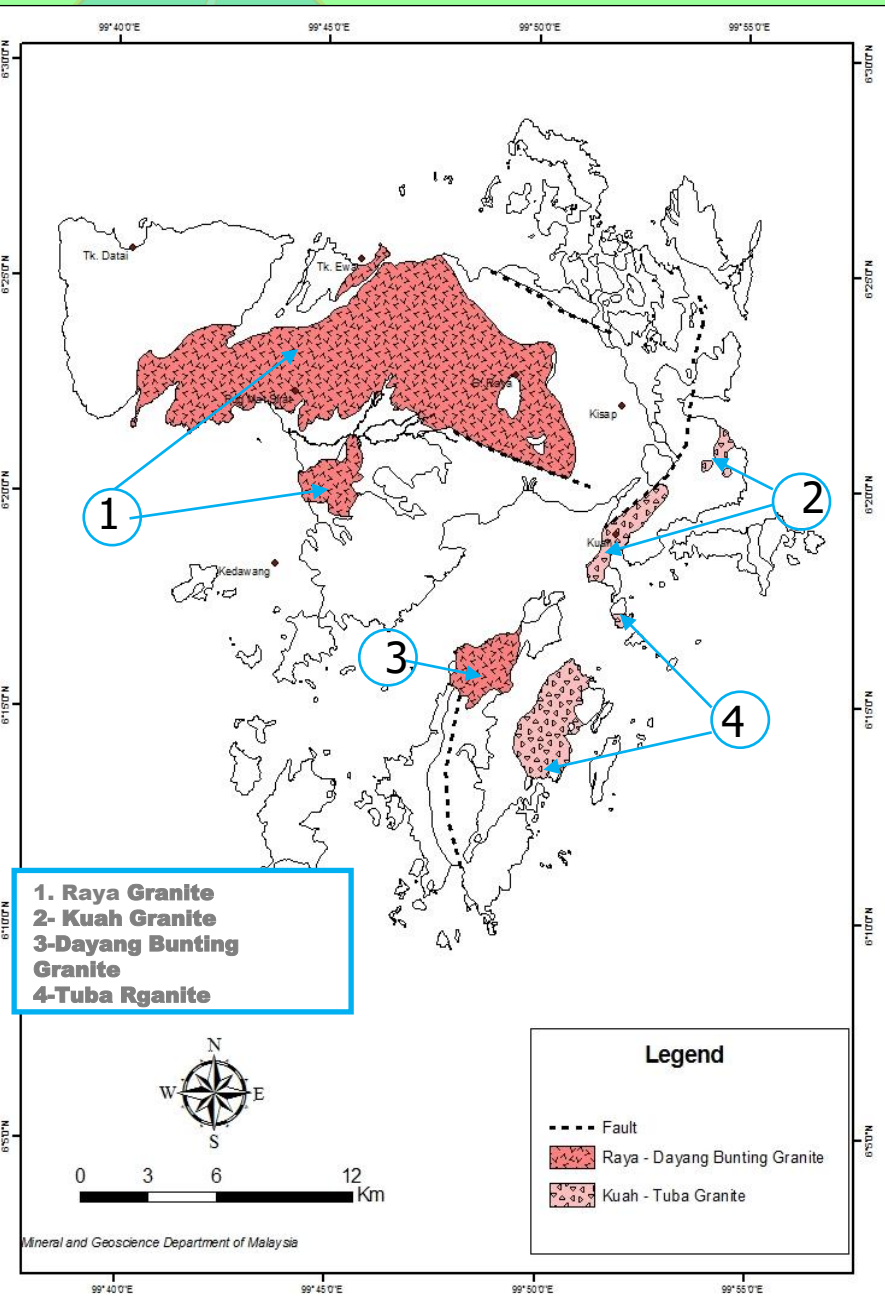 99°40'0"E 99°45'0"E 99°50'0"E 99°55'0"E
6°30'0"N 6°30'0"N
Tk. Datai
Tk. Ewa
6°25'0"N 6°25'0"N
G. Raya
Kisap
6°20'0"N 6°20'0"N
1
2
Kuah
Kedawang
3
6°15'0"N 6°15'0"N
4
1. Raya Granite
2- Kuah Granite
3-Dayang Bunting
Granite
4-Tuba Rganite
6°10'0"N 6°10'0"N
N
W E
S
Legend
Fault
Raya - Dayang Bunting Granite
Kuah - Tuba Granite
6°5'0"N 6°5'0"N
0 3 6 12
Km
Mineral and Geoscience Department of Malaysia
99°40'0"E 99°45'0"E 99°50'0"E 99°55'0"E